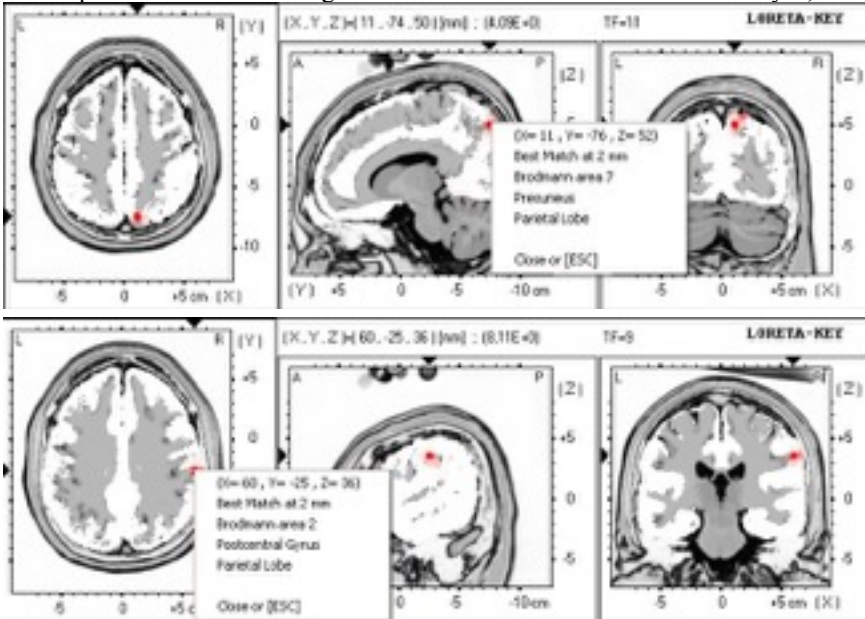 L R (Y) (X, Y, Z)=(11, -74, 50)[mm] ; (4.09E+0) TF=11 LORETA-KEY
A P (Z) L R (Z)
+5 0 -5 -10
(X= 11 , Y= -76, Z= 52)
Best Match at 2 mm
Brodmann area 7
Precuneus
Parietal Lobe
Close or [ESC]
-5 0 +5 cm (X) (Y) +5 0 -5 -10 cm -5 0 +5 cm (X)
L R (Y) (X, Y, Z)=(60, -25, 36)[mm] ; (8.11E+0) TF=9 LORETA-KEY
A P (Z) L R (Z)
+5 0 -5
(X= 60 , Y= -25, Z= 36)
Best Match at 2 mm
Brodmann area 2
Postcentral Gyrus
Parietal Lobe
Close or [ESC]
-5 0 +5 c 0 -5 -10 cm -5 0 +5 cm (X)